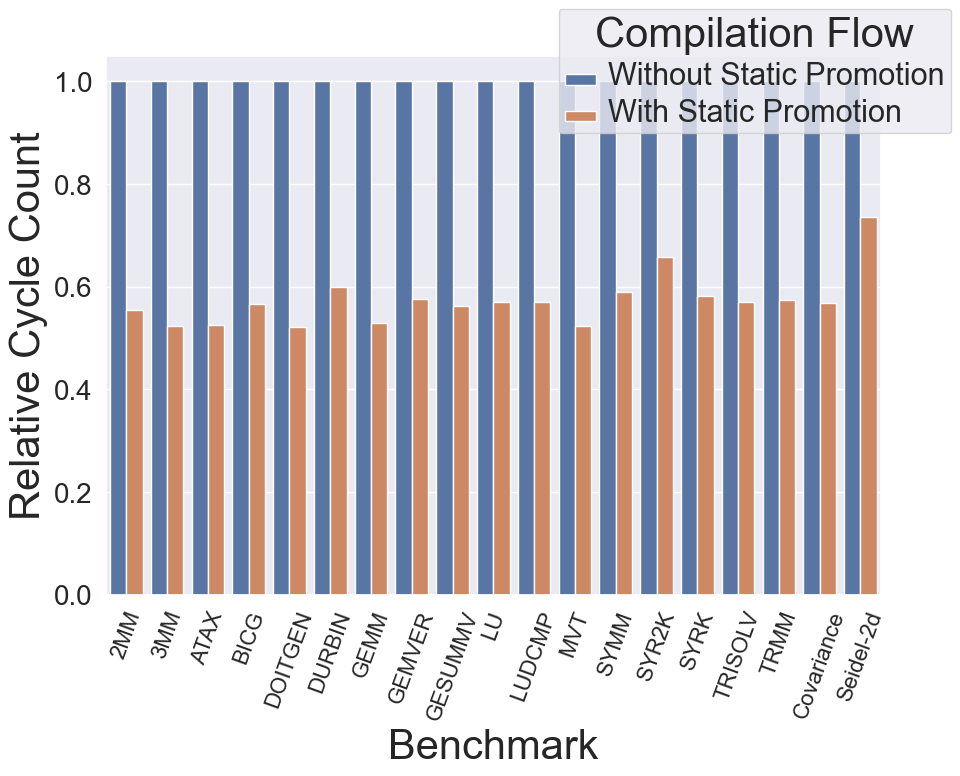 Compilation Flow
Without Static Promotion
With Static Promotion
Relative Cycle Count
1.0
0.8
0.6
0.4
0.2
0.0
2MM
3MM
ATAX
BICG
DOITGEN
DURBIN
GEMM
GEMVER
GESUMMV
LU
LUDCMP
MVT
SYMM
SYR2K
SYRK
TRISOLV
TRMM
Covariance
Seidel-2d
Benchmark